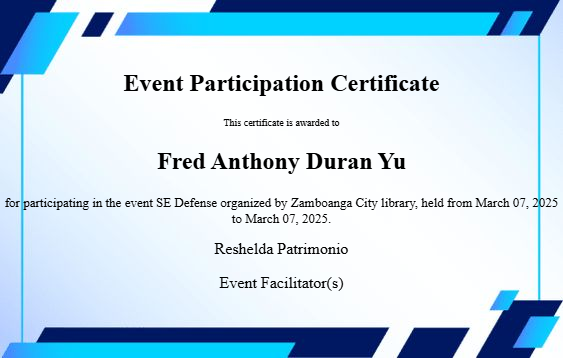 Event Participation Certificate
This certificate is awarded to
Fred Anthony Duran Yu
for participating in the event SE Defense organized by Zamboanga City library, held from March 07, 2025
to March 07, 2025.
Reshelda Patrimonio
Event Facilitator(s)